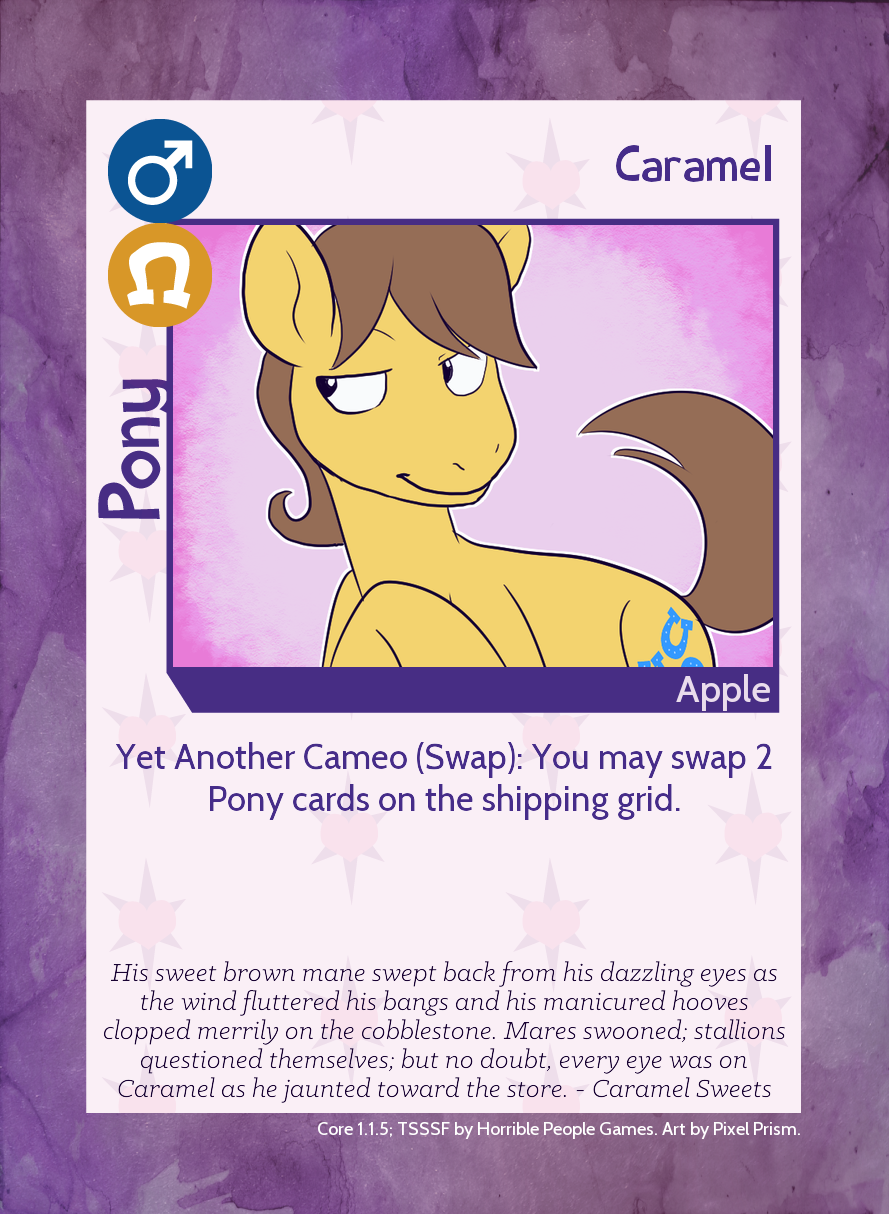 Caramel
Pony
Apple
Yet Another Cameo (Swap): You may swap 2
Pony cards on the shipping grid.
His sweet brown mane swept back from his dazzling eyes as
the wind fluttered his bangs and his manicured hooves
clopped merrily on the cobblestone. Mares swooned; stallions
questioned themselves; but no doubt, every eye was on
Caramel as he jaunted toward the store. - Caramel Sweets
Core 1.1.5; TSSSF by Horrible People Games. Art by Pixel Prism.